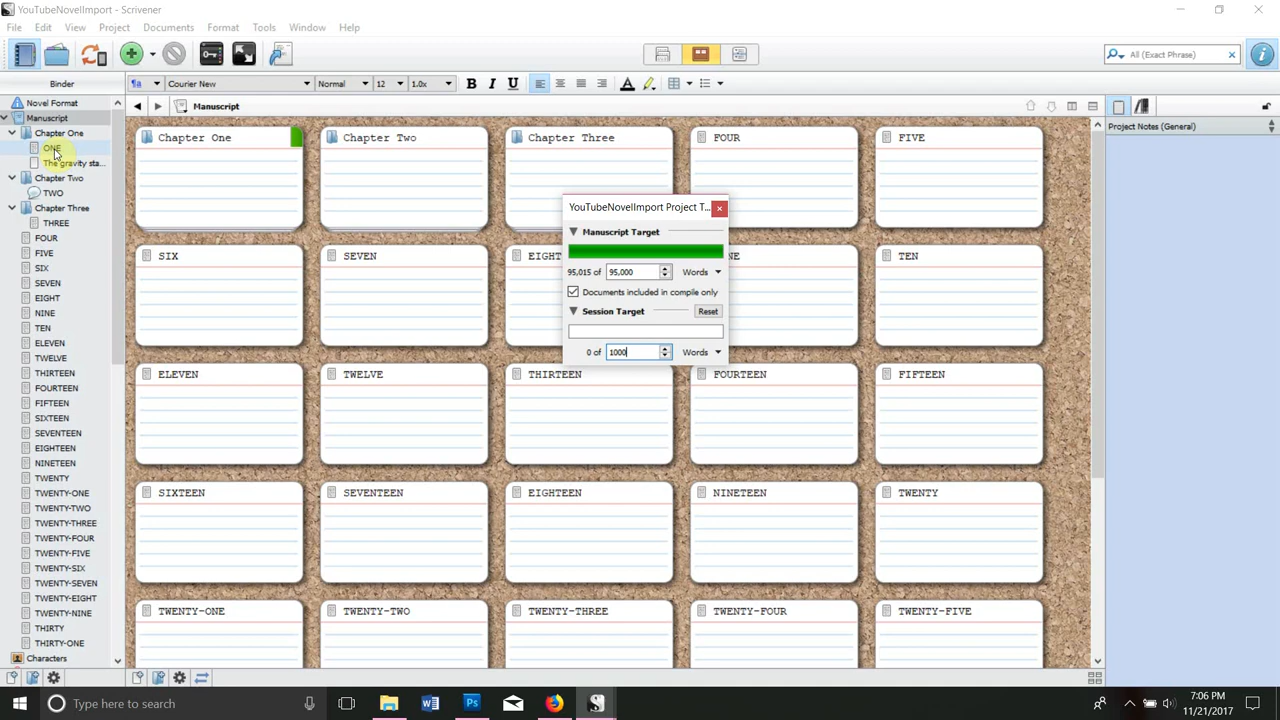 YouTubeNovelImport - Scrivener
File Edit View Project Documents Format Tools Window Help
All (Exact Phrase)
Binder
Courier New Normal 12 1.0x B I U A
Novel Format
Manuscript
Chapter One
ONE
The gravity sta...
Chapter Two
TWO
Chapter Three
THREE
FOUR
FIVE
SIX
SEVEN
EIGHT
NINE
TEN
ELEVEN
TWELVE
THIRTEEN
FOURTEEN
FIFTEEN
SIXTEEN
SEVENTEEN
EIGHTEEN
NINETEEN
TWENTY
TWENTY-ONE
TWENTY-TWO
TWENTY-THREE
TWENTY-FOUR
TWENTY-FIVE
TWENTY-SIX
TWENTY-SEVEN
TWENTY-EIGHT
TWENTY-NINE
THIRTY
THIRTY-ONE
Characters
Manuscript
Chapter One Chapter Two Chapter Three FOUR FIVE
SIX SEVEN TEN
ELEVEN TWELVE THIRTEEN FOURTEEN FIFTEEN
SIXTEEN SEVENTEEN EIGHTEEN NINETEEN TWENTY
TWENTY-ONE TWENTY-TWO TWENTY-THREE TWENTY-FOUR TWENTY-FIVE
YouTubeNovelImport Project T...
Manuscript Target
95,015 of 95,000 Words
Documents included in compile only
Session Target Reset
0 of 1000 Words
Project Notes (General)
Type here to search
7:06 PM
11/21/2017